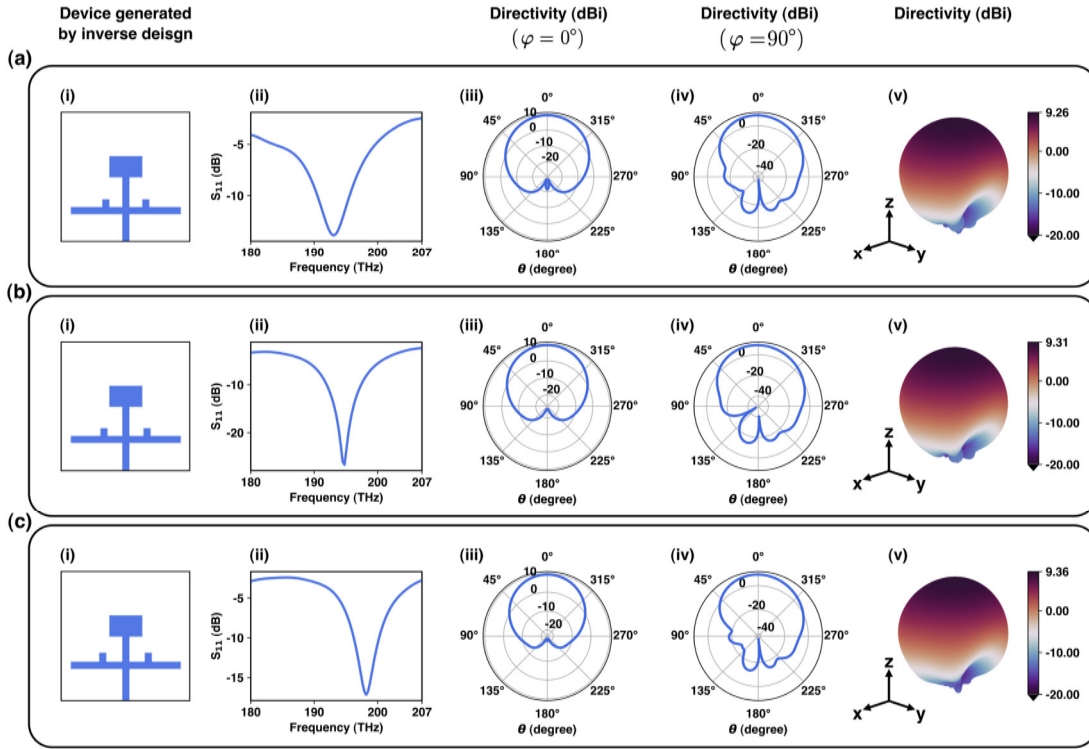 Device generated
by inverse deisgn
Directivity (dBi)
(φ = 0°)
Directivity (dBi)
(φ =90°)
Directivity (dBi)
(a)
(i)
(ii)
(iii)
(iv)
(v)
S11 (dB)
-5
-10
180
190
200
207
Frequency (THz)
0°
45°
315°
90°
270°
135°
225°
180°
10
0
-10
-20
θ (degree)
0°
45°
315°
90°
270°
135°
225°
180°
0
-20
-40
θ (degree)
z
x
y
9.26
0.00
-10.00
-20.00
(b)
(i)
(ii)
(iii)
(iv)
(v)
S11 (dB)
-10
-20
180
190
200
207
Frequency (THz)
0°
45°
315°
90°
270°
135°
225°
180°
10
0
-10
-20
θ (degree)
0°
45°
315°
90°
270°
135°
225°
180°
0
-20
-40
θ (degree)
z
x
y
9.31
0.00
-10.00
-20.00
(c)
(i)
(ii)
(iii)
(iv)
(v)
S11 (dB)
-5
-10
-15
180
190
200
207
Frequency (THz)
0°
45°
315°
90°
270°
135°
225°
180°
10
0
-10
-20
θ (degree)
0°
45°
315°
90°
270°
135°
225°
180°
0
-20
-40
θ (degree)
z
x
y
9.36
0.00
-10.00
-20.00